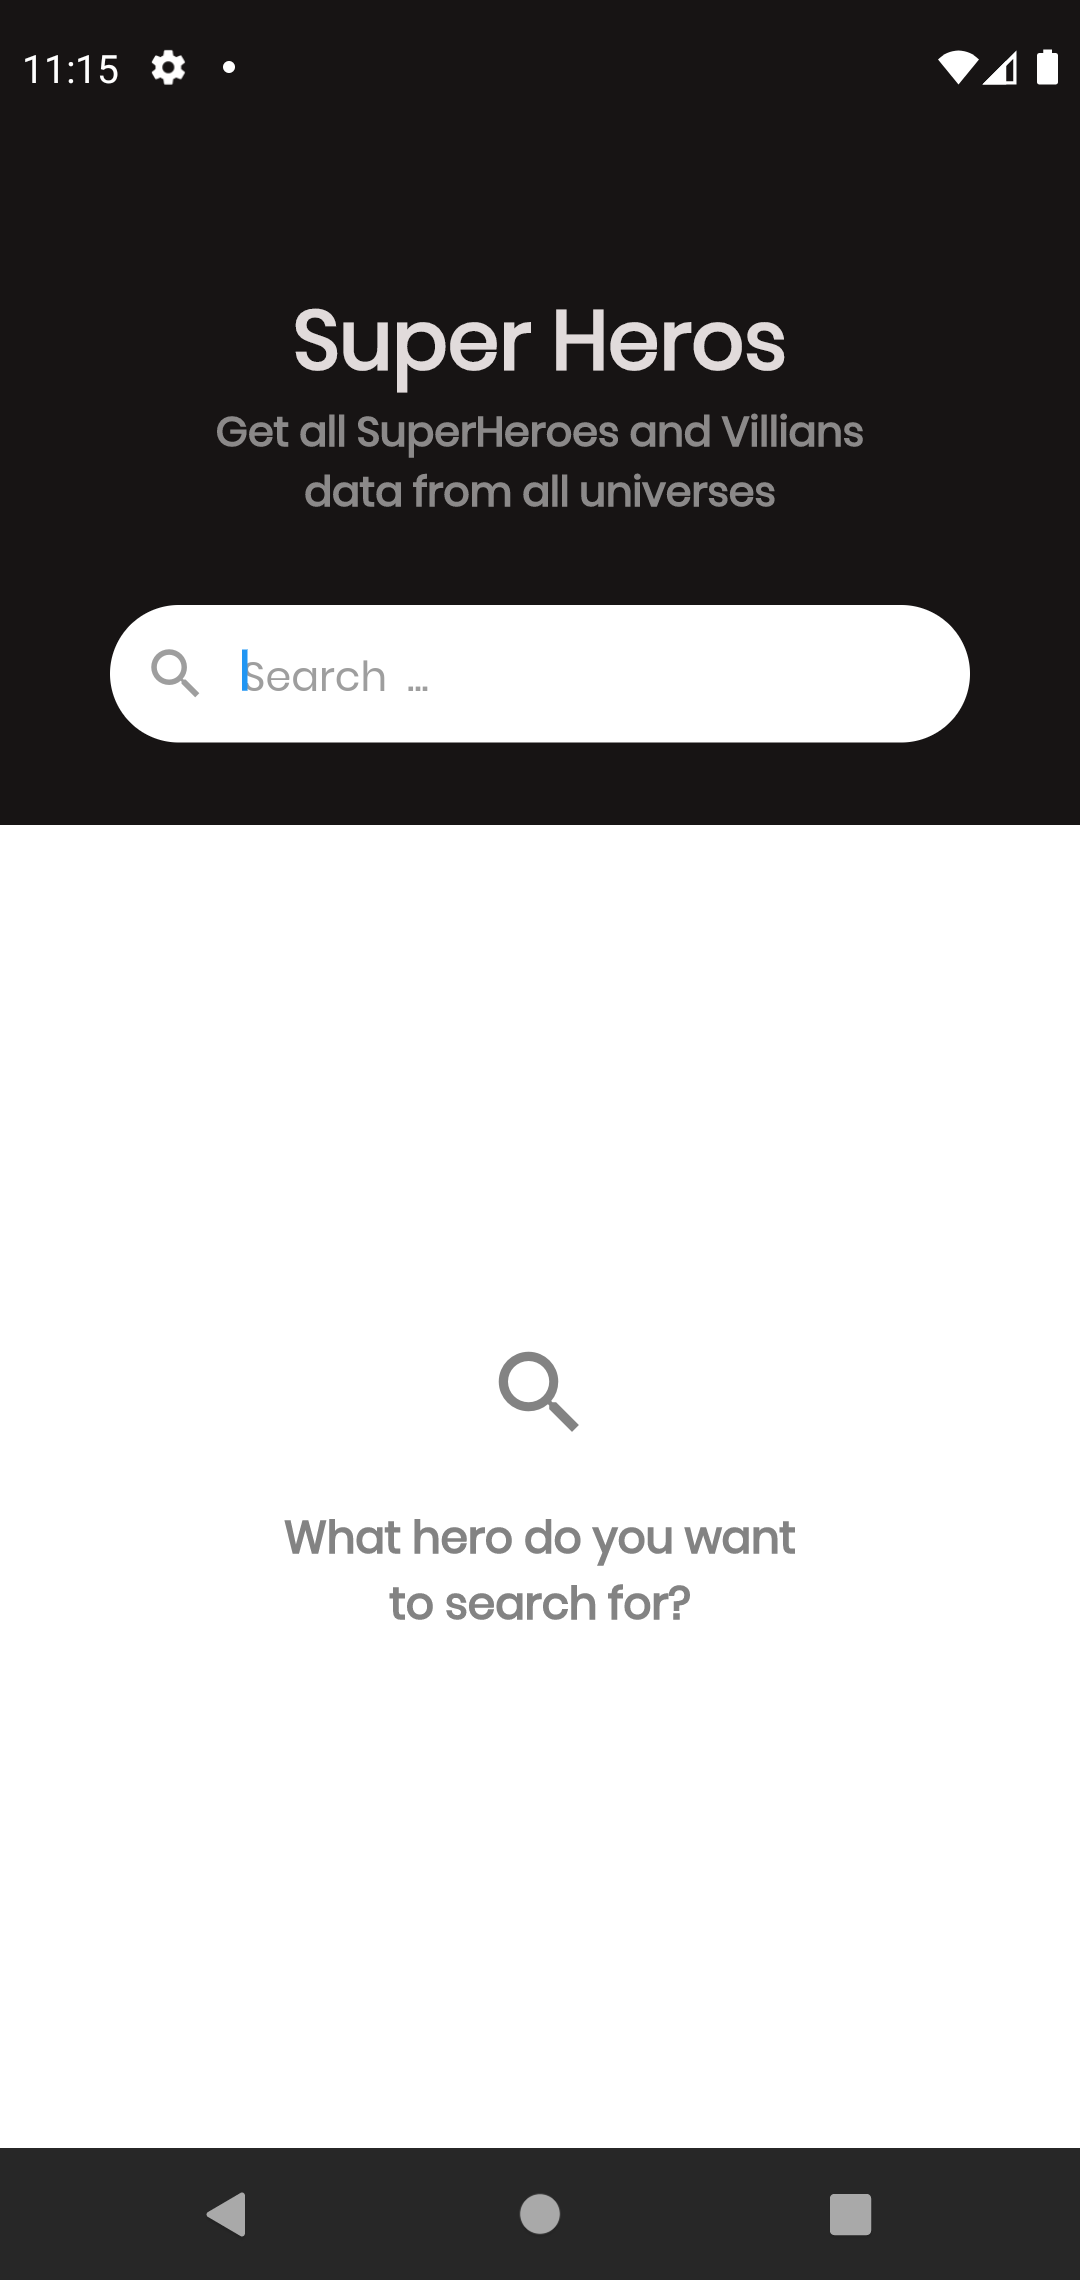 11:15
Super Heros
Get all SuperHeroes and Villians
data from all universes
Search ...
What hero do you want
to search for?